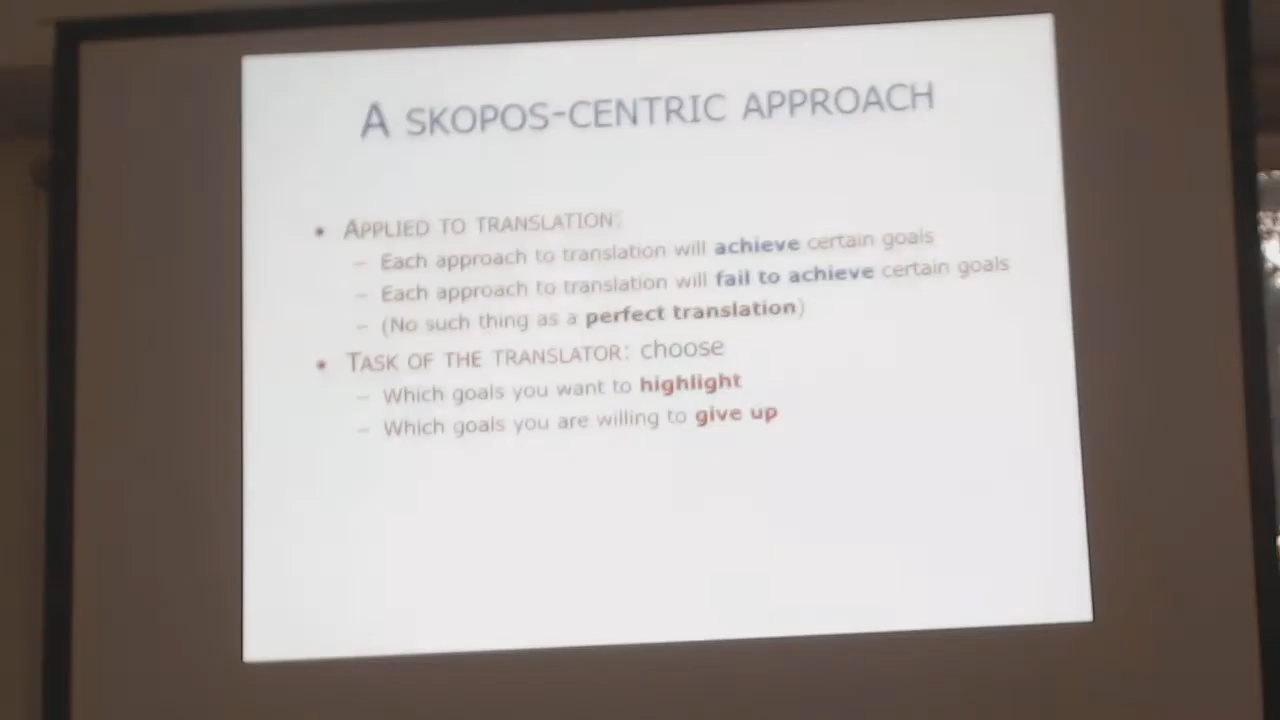 A SKOPOS-CENTRIC APPROACH
• APPLIED TO TRANSLATION:
– Each approach to translation will achieve certain goals
– Each approach to translation will fail to achieve certain goals
– (No such thing as a perfect translation)
• TASK OF THE TRANSLATOR: choose
– Which goals you want to highlight
– Which goals you are willing to give up